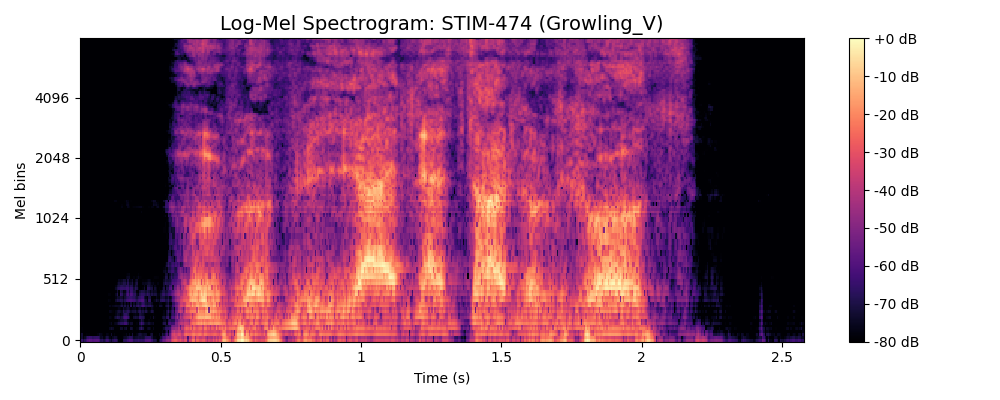 Log-Mel Spectrogram: STIM-474 (Growling_V)
Mel bins
4096
2048
1024
512
0
0 0.5 1 1.5 2 2.5
Time (s)
+0 dB
-10 dB
-20 dB
-30 dB
-40 dB
-50 dB
-60 dB
-70 dB
-80 dB